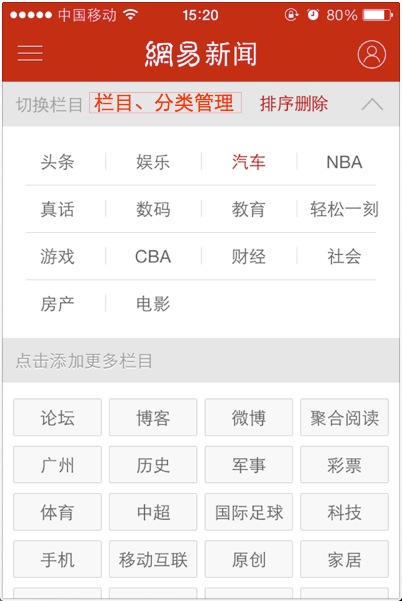 中国移动 15:20 80%
網易新闻
切换栏目 栏目、分类管理 排序删除
头条 娱乐 汽车 NBA
真话 数码 教育 轻松一刻
游戏 CBA 财经 社会
房产 电影
点击添加更多栏目
论坛 博客 微博 聚合阅读
广州 历史 军事 彩票
体育 中超 国际足球 科技
手机 移动互联 原创 家居